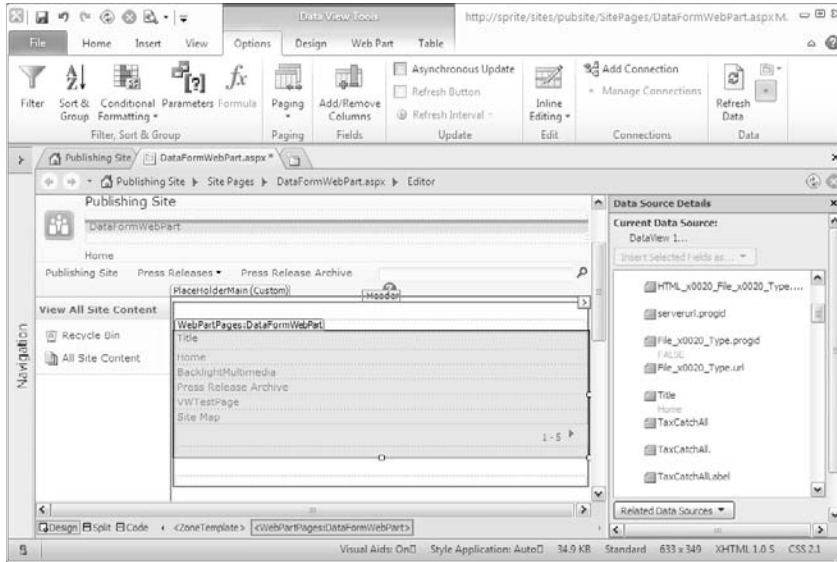 Data View Tools
http://sprite/sites/pubsite/SitePages/DataFormWebPart.aspx M.
File Home Insert View Options Design Web Part Table
Filter
Sort & Group
Conditional Formatting
Parameters
Formula
Filter, Sort & Group
Paging
Paging
Add/Remove Columns
Fields
Asynchronous Update
Refresh Button
Refresh Interval
Update
Inline Editing
Edit
Add Connection
Manage Connections
Connections
Refresh Data
Data
Publishing Site DataFormWebPart.aspx *
Publishing Site SitePages DataFormWebPart.aspx Editor
Navigation
Publishing Site
DataFormWebPart
Home
Publishing Site Press Releases Press Release Archive
PlaceHolderMain (Custom)
Header
View All Site Content
Recycle Bin
All Site Content
WebPartPages:DataFormWebPart
Title
Home
BacklightMultimedia
Press Release Archive
VWTestPage
Site Map
1 - 5
Data Source Details
Current Data Source:
DataView 1...
Insert Selected Fields as...
HTML_x0020_File_x0020_Type....
serverurl.progid
File_x0020_Type.progid
FALSE
File_x0020_Type.url
Title
Home
TaxCatchAll
TaxCatchAll.
TaxCatchAllLabel
Related Data Sources
Design Split Code <ZoneTemplate> <WebPartPages:DataFormWebPart>
Visual Aids: On Style Application: Auto 34.9 KB Standard 633 x 349 XHTML 1.0 S CSS 2.1